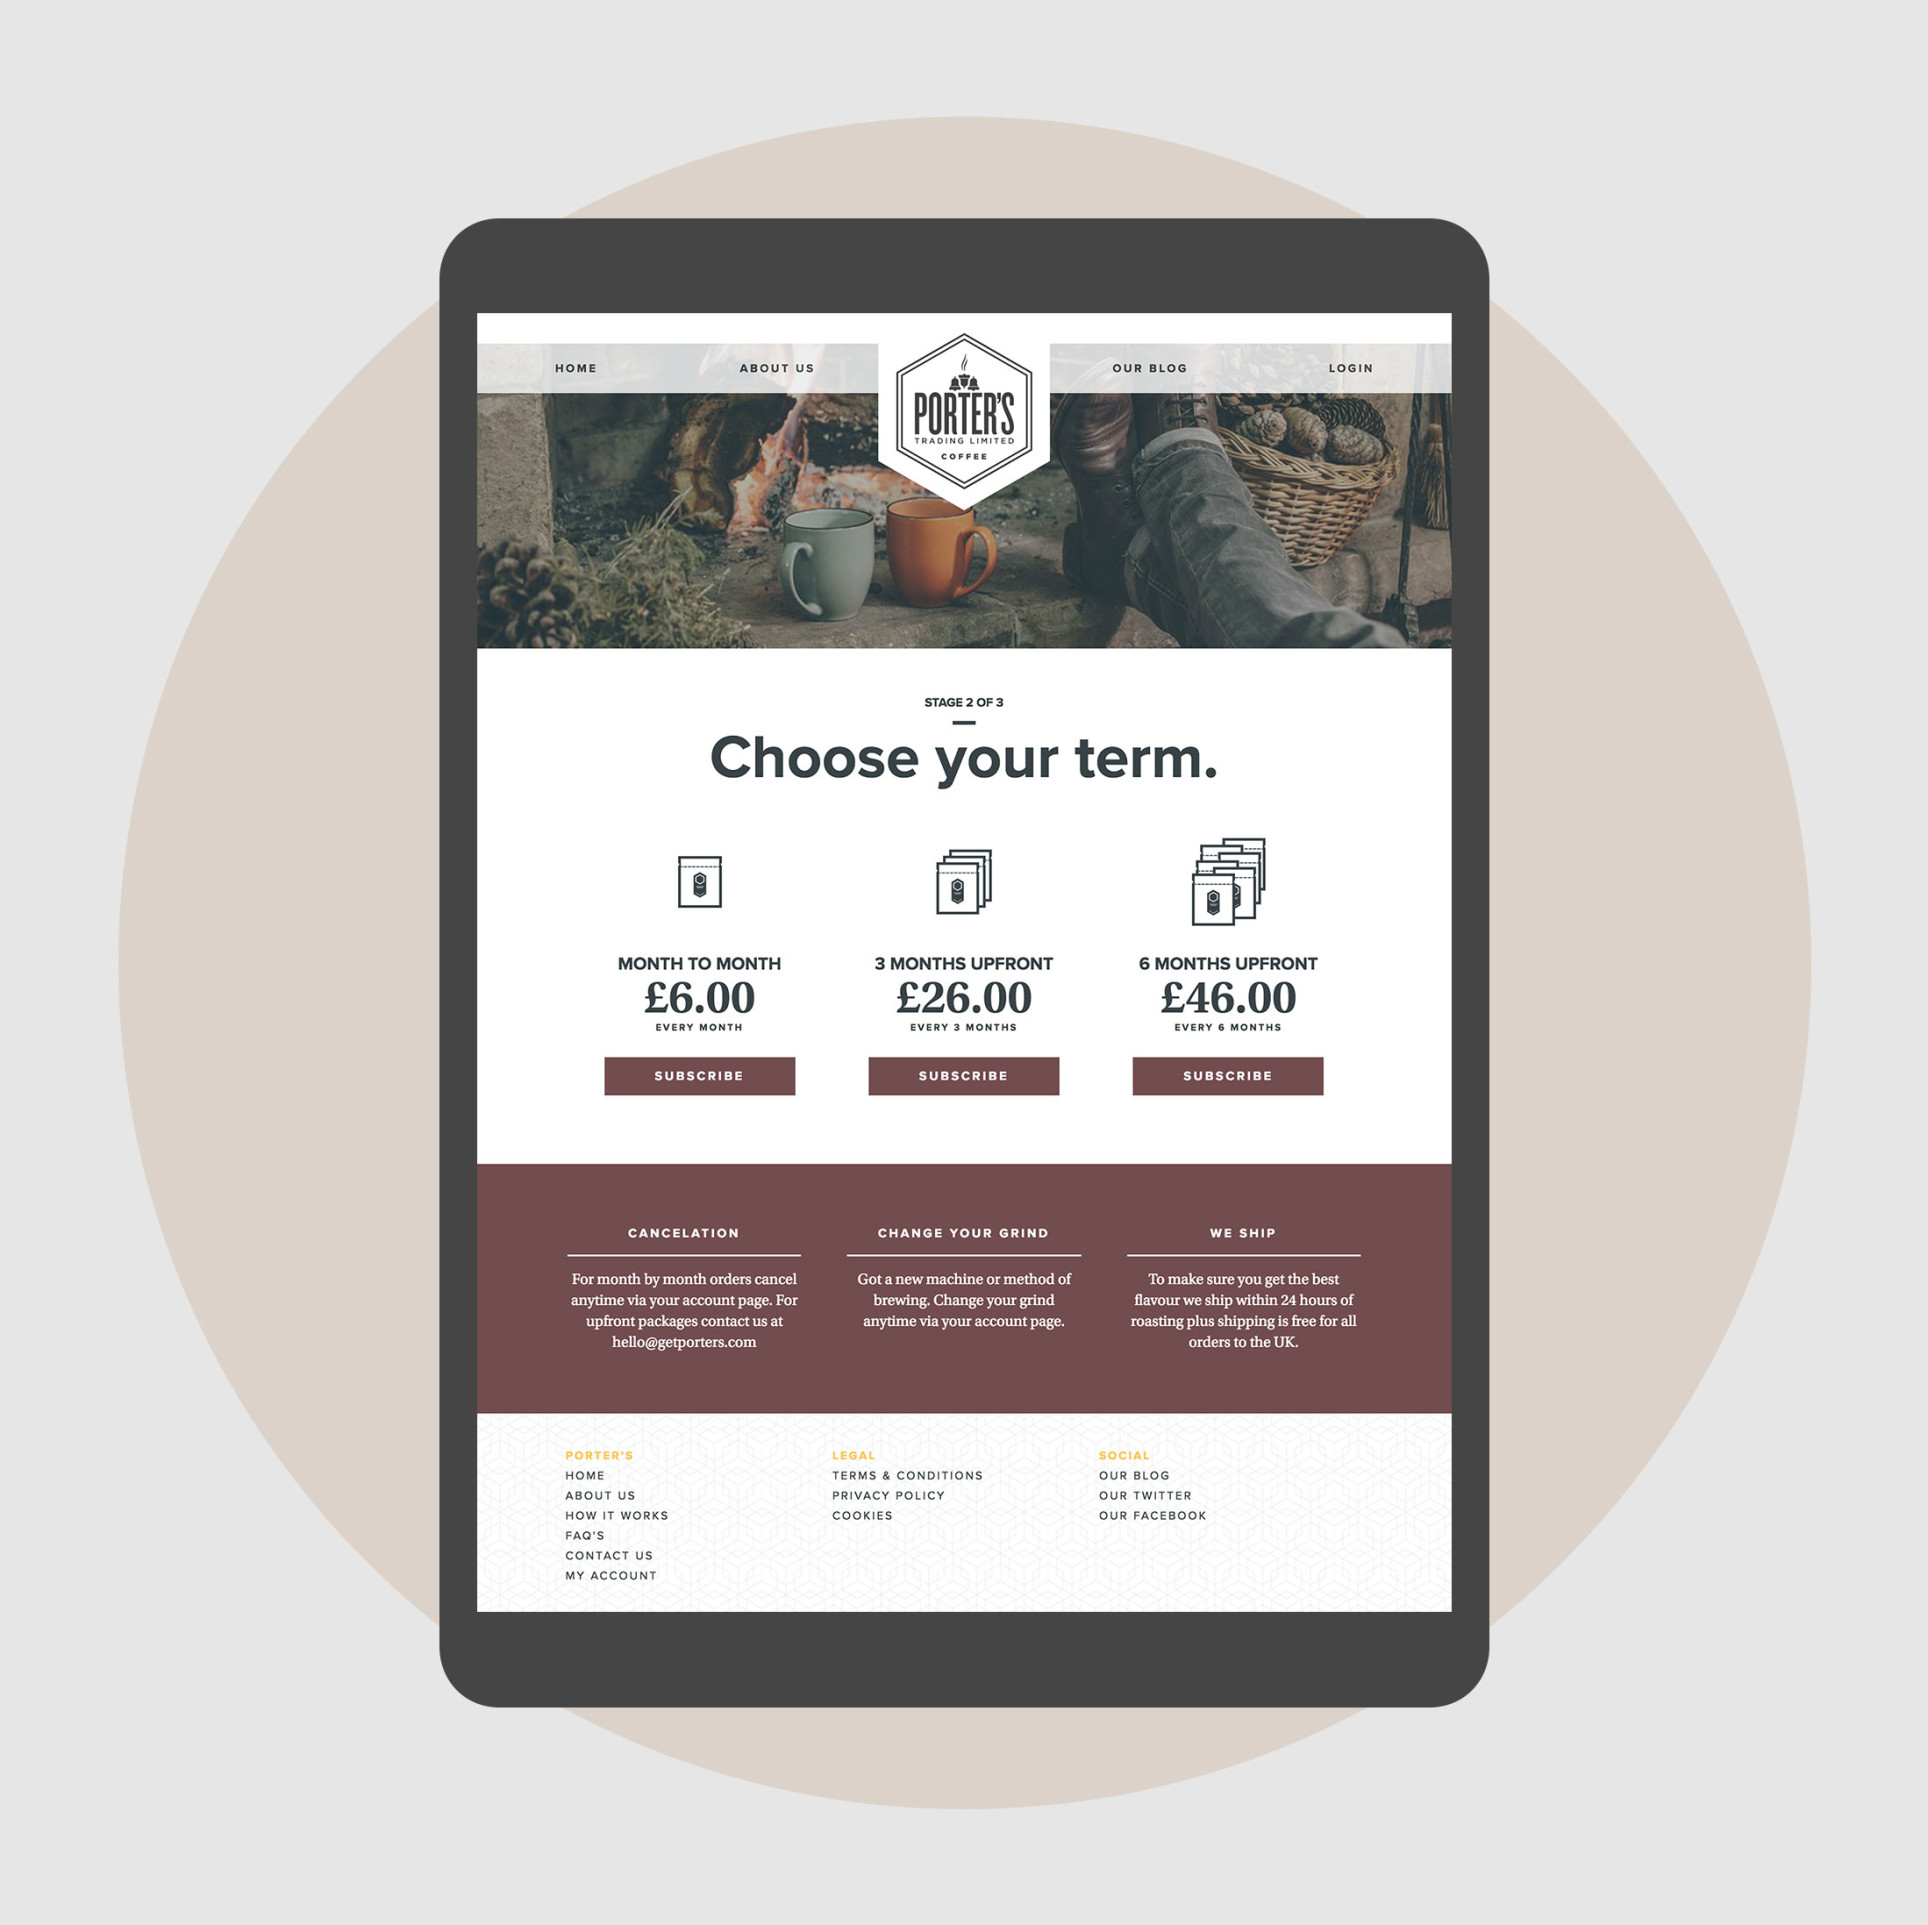 HOME
ABOUT US
OUR BLOG
LOGIN
PORTER'S
TRADING LIMITED
COFFEE
STAGE 2 OF 3
Choose your term.
MONTH TO MONTH
£6.00
EVERY MONTH
SUBSCRIBE
3 MONTHS UPFRONT
£26.00
EVERY 3 MONTHS
SUBSCRIBE
6 MONTHS UPFRONT
£46.00
EVERY 6 MONTHS
SUBSCRIBE
CANCELATION
For month by month orders cancel
anytime via your account page. For
upfront packages contact us at
hello@getporters.com
CHANGE YOUR GRIND
Got a new machine or method of
brewing. Change your grind
anytime via your account page.
WE SHIP
To make sure you get the best
flavour we ship within 24 hours of
roasting plus shipping is free for all
orders to the UK.
PORTER'S
HOME
ABOUT US
HOW IT WORKS
FAQ'S
CONTACT US
MY ACCOUNT
LEGAL
TERMS & CONDITIONS
PRIVACY POLICY
COOKIES
SOCIAL
OUR BLOG
OUR TWITTER
OUR FACEBOOK